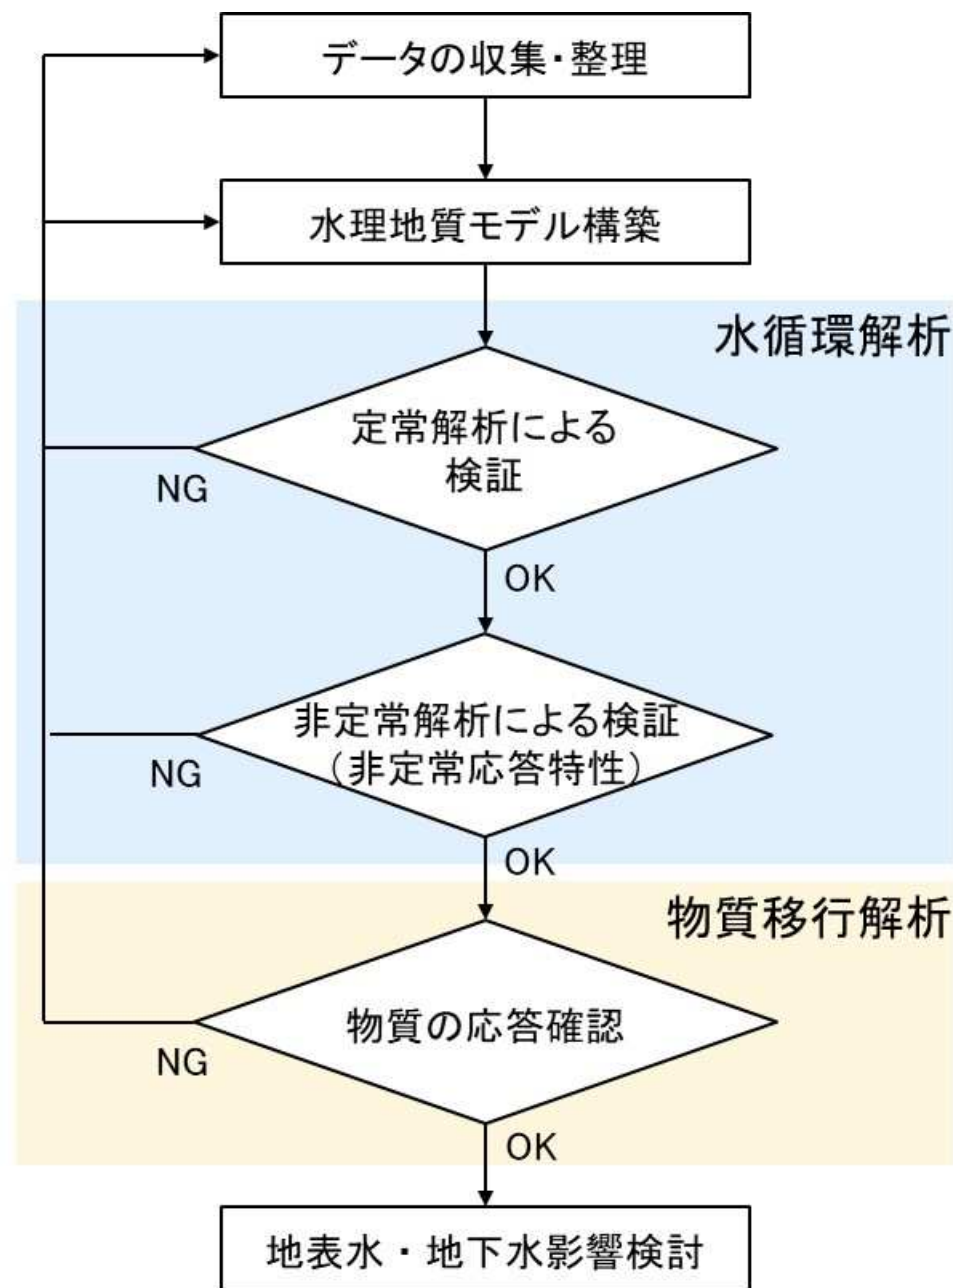 データの収集・整理
水理地質モデル構築
水循環解析
定常解析による
検証
NG
OK
非定常解析による検証
（非定常応答特性）
NG
OK
物質移行解析
物質の応答確認
NG
OK
地表水・地下水影響検討